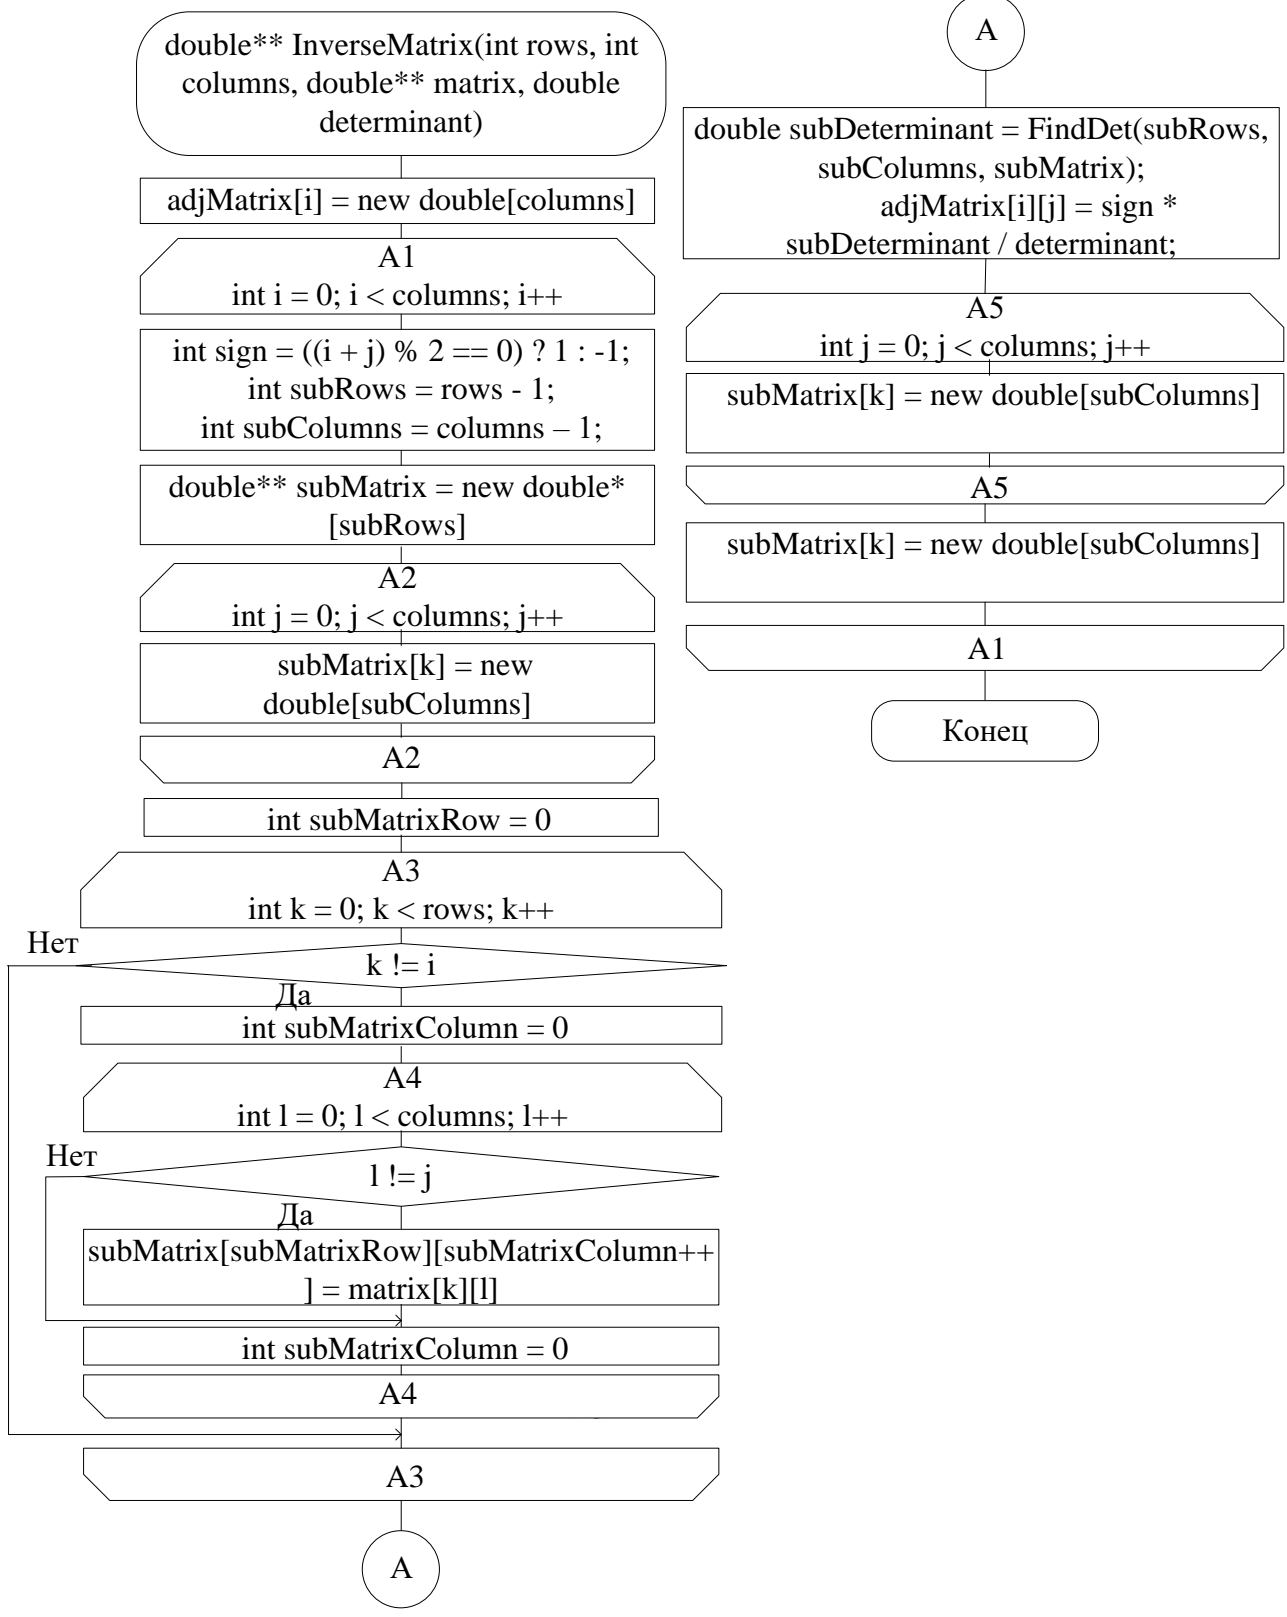 double** InverseMatrix(int rows, int
columns, double** matrix, double
determinant)
adjMatrix[i] = new double[columns]
A1
int i = 0; i < columns; i++
int sign = ((i + j) % 2 == 0) ? 1 : -1;
int subRows = rows - 1;
int subColumns = columns – 1;
double** subMatrix = new double*
[subRows]
A2
int j = 0; j < columns; j++
subMatrix[k] = new
double[subColumns]
A2
int subMatrixRow = 0
A3
int k = 0; k < rows; k++
Нет
k != i
Да
int subMatrixColumn = 0
A4
int l = 0; l < columns; l++
Нет
l != j
Да
subMatrix[subMatrixRow][subMatrixColumn++
] = matrix[k][l]
int subMatrixColumn = 0
A4
A3
A
A
double subDeterminant = FindDet(subRows,
subColumns, subMatrix);
adjMatrix[i][j] = sign *
subDeterminant / determinant;
A5
int j = 0; j < columns; j++
subMatrix[k] = new double[subColumns]
A5
subMatrix[k] = new double[subColumns]
A1
Конец